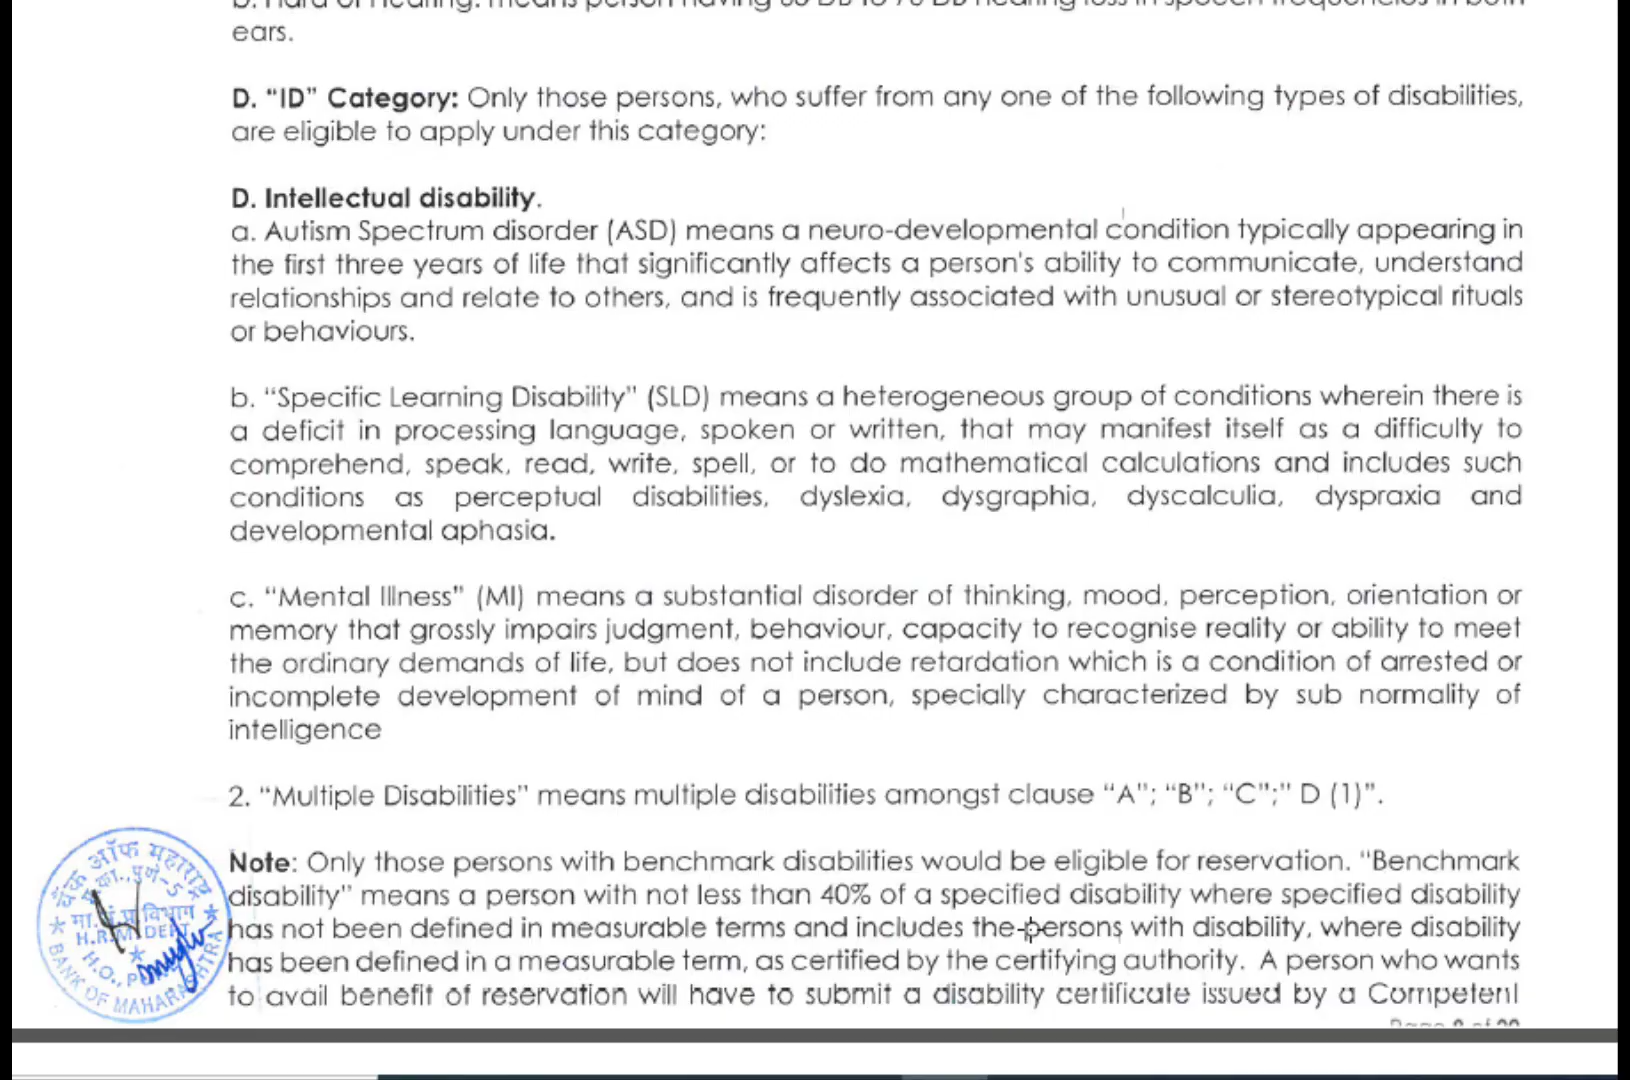 ears.
D. “ID” Category: Only those persons, who suffer from any one of the following types of disabilities,
are eligible to apply under this category:
D. Intellectual disability.
a. Autism Spectrum disorder (ASD) means a neuro-developmental condition typically appearing in
the first three years of life that significantly affects a person's ability to communicate, understand
relationships and relate to others, and is frequently associated with unusual or stereotypical rituals
or behaviours.
b. “Specific Learning Disability” (SLD) means a heterogeneous group of conditions wherein there is
a deficit in processing language, spoken or written, that may manifest itself as a difficulty to
comprehend, speak, read, write, spell, or to do mathematical calculations and includes such
conditions as perceptual disabilities, dyslexia, dysgraphia, dyscalculia, dyspraxia and
developmental aphasia.
c. “Mental Illness” (MI) means a substantial disorder of thinking, mood, perception, orientation or
memory that grossly impairs judgment, behaviour, capacity to recognise reality or ability to meet
the ordinary demands of life, but does not include retardation which is a condition of arrested or
incomplete development of mind of a person, specially characterized by sub normality of
intelligence
2. “Multiple Disabilities” means multiple disabilities amongst clause “A”; “B”; “C”;” D (1)”.
Note: Only those persons with benchmark disabilities would be eligible for reservation. “Benchmark
disability” means a person with not less than 40% of a specified disability where specified disability
has not been defined in measurable terms and includes the persons with disability, where disability
has been defined in a measurable term, as certified by the certifying authority. A person who wants
to avail benefit of reservation will have to submit a disability certificate issued by a Competent
बैंक ऑफ महाराष्ट्र
H.R.M DEPT.
H.O.,
BANK OF MAHARASHTRA